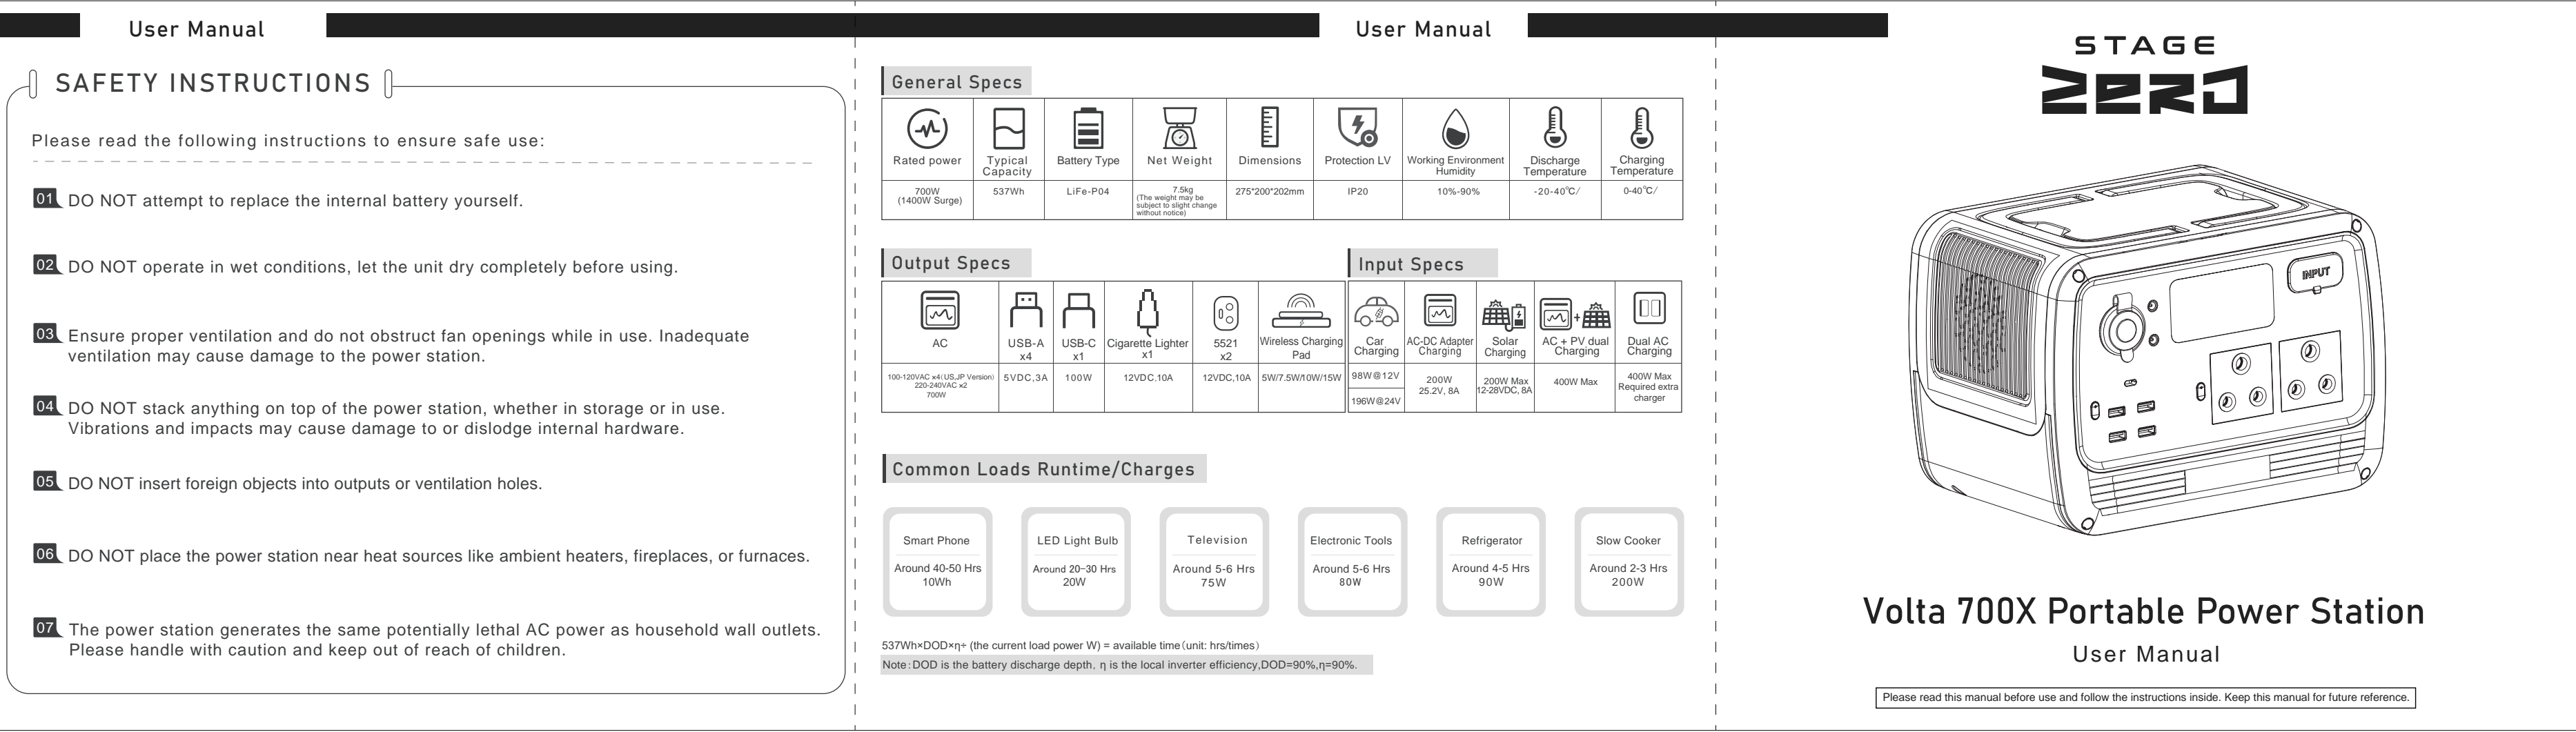 User Manual
SAFETY INSTRUCTIONS
Please read the following instructions to ensure safe use:
01 DO NOT attempt to replace the internal battery yourself.
02 DO NOT operate in wet conditions, let the unit dry completely before using.
03 Ensure proper ventilation and do not obstruct fan openings while in use. Inadequate
ventilation may cause damage to the power station.
04 DO NOT stack anything on top of the power station, whether in storage or in use.
Vibrations and impacts may cause damage to or dislodge internal hardware.
05 DO NOT insert foreign objects into outputs or ventilation holes.
06 DO NOT place the power station near heat sources like ambient heaters, fireplaces, or furnaces.
07 The power station generates the same potentially lethal AC power as household wall outlets.
Please handle with caution and keep out of reach of children.
User Manual
General Specs
Rated power
700W
(1400W Surge)
Typical
Capacity
537Wh
Battery Type
LiFe-P04
Net Weight
7.5kg
(The weight may be
subject to slight change
without notice)
Dimensions
275*200*202mm
Protection LV
IP20
Working Environment
Humidity
10%-90%
Discharge
Temperature
-20-40℃/
Charging
Temperature
0-40℃/
Output Specs
AC
100-120VAC ×4(US,JP Version)
220-240VAC ×2
700W
USB-A
x4
5VDC,3A
USB-C
x1
100W
Cigarette Lighter
x1
12VDC,10A
5521
x2
12VDC,10A
Wireless Charging
Pad
5W/7.5W/10W/15W
Input Specs
Car
Charging
98W@12V
196W@24V
AC-DC Adapter
Charging
200W
25.2V, 8A
Solar
Charging
200W Max
12-28VDC, 8A
AC + PV dual
Charging
400W Max
Dual AC
Charging
400W Max
Required extra
charger
Common Loads Runtime/Charges
Smart Phone
Around 40-50 Hrs
10Wh
LED Light Bulb
Around 20-30 Hrs
20W
Television
Around 5-6 Hrs
75W
Electronic Tools
Around 5-6 Hrs
80W
Refrigerator
Around 4-5 Hrs
90W
Slow Cooker
Around 2-3 Hrs
200W
537Wh×DOD×η÷ (the current load power W) = available time(unit: hrs/times)
Note:DOD is the battery discharge depth, η is the local inverter efficiency,DOD=90%,η=90%.
STAGE
ZERO
INPUT
Volta 700X Portable Power Station
User Manual
Please read this manual before use and follow the instructions inside. Keep this manual for future reference.